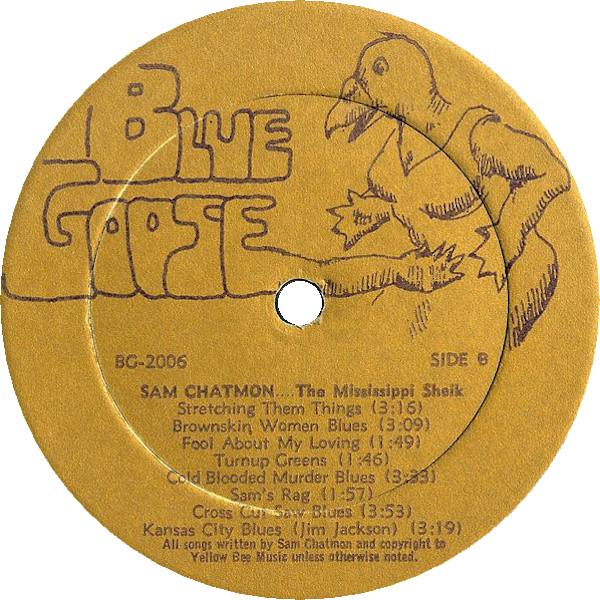 BLUE
GOOSE
BG-2006 SIDE B
SAM CHATMON....The Mississippi Sheik
Stretching Them Things (3:16)
Brownskin Women Blues (3:09)
Fool About My Loving (1:49)
Turnup Greens (1:46)
Cold Blooded Murder Blues (3:33)
Sam's Rag (1:57)
Cross Cut Saw Blues (3:53)
Kansas City Blues (Jim Jackson) (3:19)
All songs written by Sam Chatmon and copyright to
Yellow Bee Music unless otherwise noted.